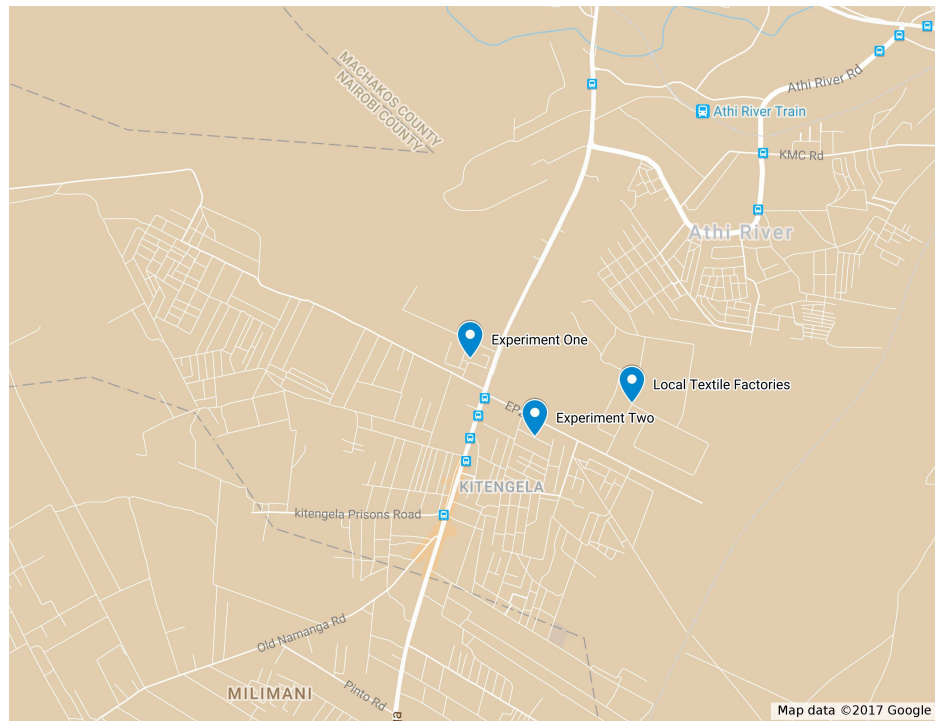 MACHAKOS COUNTY
NAIROBI COUNTY
Athi River Rd
Athi River Train
KMC Rd
Athi River
Experiment One
Local Textile Factories
Experiment Two
KITENGELA
kitengela Prisons Road
Old Namanga Rd
MILIMANI
Pinto Rd
Map data ©2017 Google